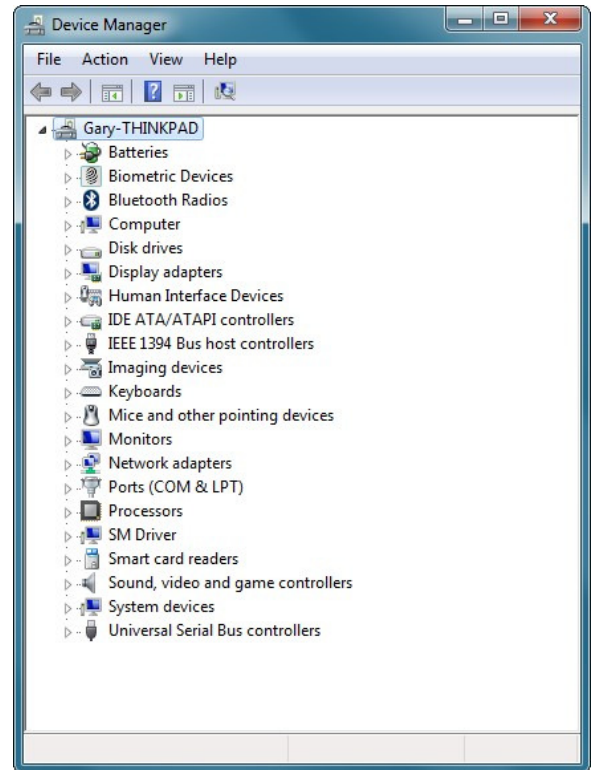 Device Manager
File Action View Help
Gary-THINKPAD
Batteries
Biometric Devices
Bluetooth Radios
Computer
Disk drives
Display adapters
Human Interface Devices
IDE ATA/ATAPI controllers
IEEE 1394 Bus host controllers
Imaging devices
Keyboards
Mice and other pointing devices
Monitors
Network adapters
Ports (COM & LPT)
Processors
SM Driver
Smart card readers
Sound, video and game controllers
System devices
Universal Serial Bus controllers